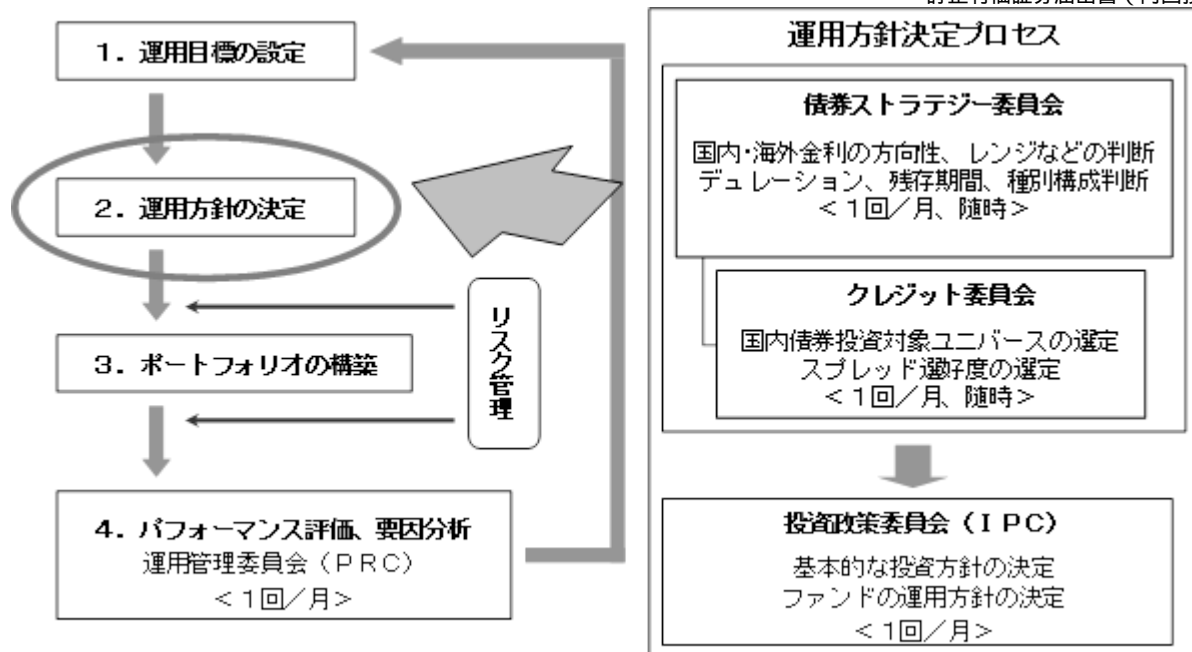 1. 運用目標の設定
2. 運用方針の決定
リスク管理
3. ポートフォリオの構築
4. パフォーマンス評価、要因分析
運用管理委員会(PRC)
<1回/月>
運用方針決定プロセス
債券ストラテジー委員会
国内・海外金利の方向性、レンジなどの判断
デュレーション、残存期間、種別構成判断
<1回/月、随時>
クレジット委員会
国内債券投資対象ユニバースの選定
スプレッド選好度の選定
<1回/月、随時>
投資政策委員会(IPC)
基本的な投資方針の決定
ファンドの運用方針の決定
<1回/月>